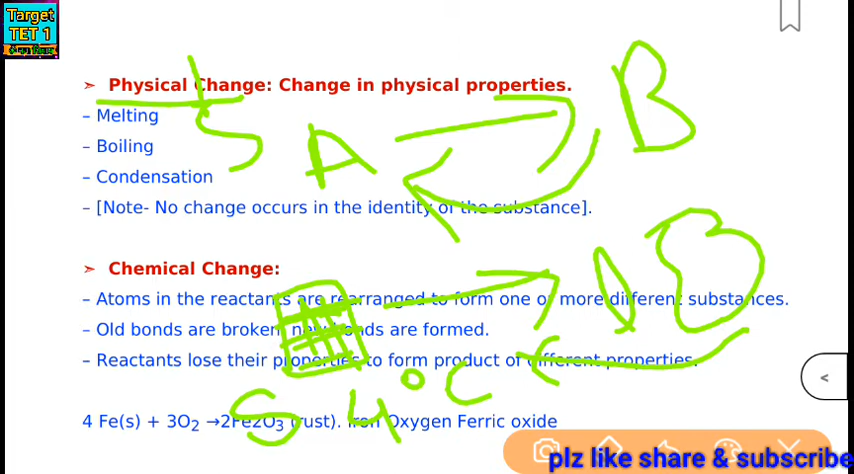 Target
TET 1
➢ Physical Change: Change in physical properties.
– Melting
– Boiling
– Condensation
– [Note- No change occurs in the identity of the substance].
A
B
➢ Chemical Change:
– Atoms in the reactants are rearranged to form one or more different substances.
– Old bonds are broken, new bonds are formed.
– Reactants lose their properties to form product of different properties.
B
S 4°C
4 Fe(s) + 3O₂ →2Fe2O₃ (rust). Iron Oxygen Ferric oxide
<
plz like share & subscribe